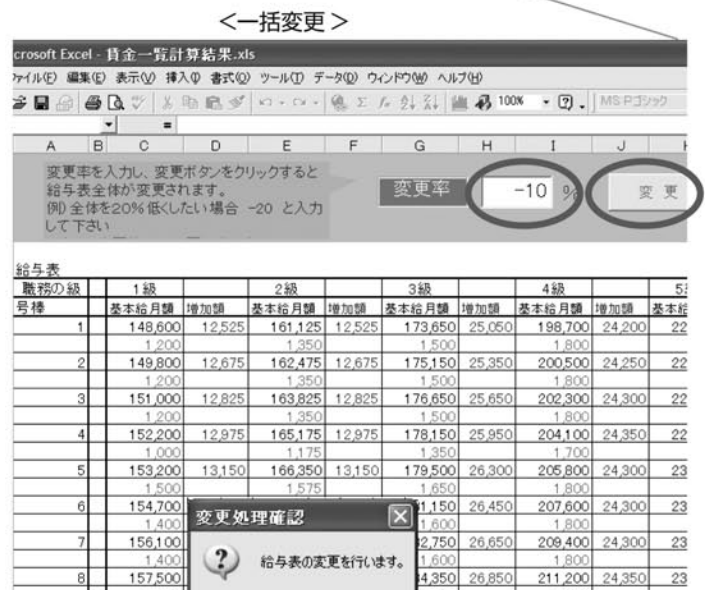 ＜一括変更＞
crosoft Excel - 賃金一覧計算結果.xls
ファイル(F) 編集(E) 表示(V) 挿入(I) 書式(O) ツール(T) データ(D) ウィンドウ(W) ヘルプ(H)
100% MS Pゴシック
=
A B C D E F G H I J
変更率を入力し、変更ボタンをクリックすると
給与表全体が変更されます。
例) 全体を20%低くしたい場合 -20 と入力
して下さい
変更率 -10 % 変 更
給与表
職務の級 1級 2級 3級 4級
号棒 基本給月額 増加額 基本給月額 増加額 基本給月額 増加額 基本給月額 増加額 基本給
1 148,600 12,525 161,125 12,525 173,650 25,050 198,700 24,200 22
1,200 1,350 1,500 1,800
2 149,800 12,675 162,475 12,675 175,150 25,350 200,500 24,250 22
1,200 1,350 1,500 1,800
3 151,000 12,825 163,825 12,825 176,650 25,650 202,300 24,300 22
1,200 1,350 1,500 1,800
4 152,200 12,975 165,175 12,975 178,150 25,950 204,100 24,350 22
1,000 1,175 1,350 1,700
5 153,200 13,150 166,350 13,150 179,500 26,300 205,800 24,300 23
1,500 1,575 1,650 1,800
6 154,700 31,150 26,450 207,600 24,300 23
1,400 1,600 1,800
7 156,100 32,750 26,650 209,400 24,300 23
1,400 1,600 1,800
8 157,500 34,350 26,850 211,200 24,350 23
変更処理確認
給与表の変更を行います。